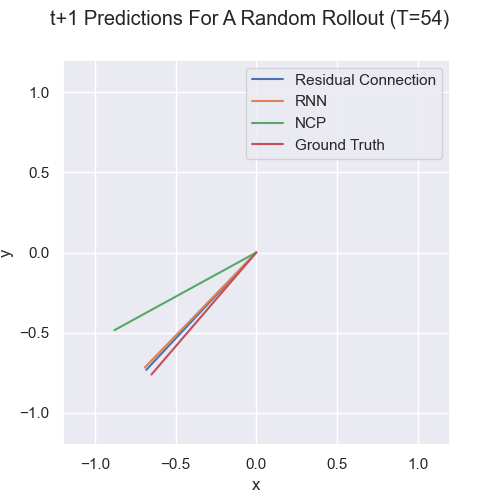 t+1 Predictions For A Random Rollout (T=54)
Residual Connection
RNN
NCP
Ground Truth
1.0
0.5
0.0
−0.5
−1.0
y
−1.0 −0.5 0.0 0.5 1.0
x